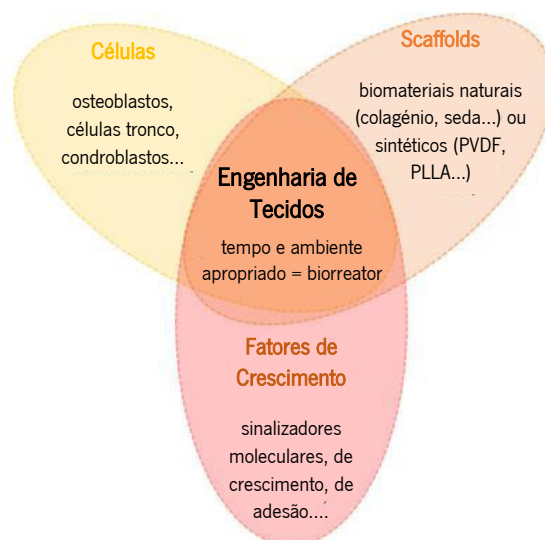 Células
osteoblastos,
células tronco,
condroblastos...
Scaffolds
biomateriais naturais
(colagénio, seda...) ou
sintéticos (PVDF,
PLLA...)
Engenharia de
Tecidos
tempo e ambiente
apropriado = biorreator
Fatores de
Crescimento
sinalizadores
moleculares, de
crescimento, de
adesão....